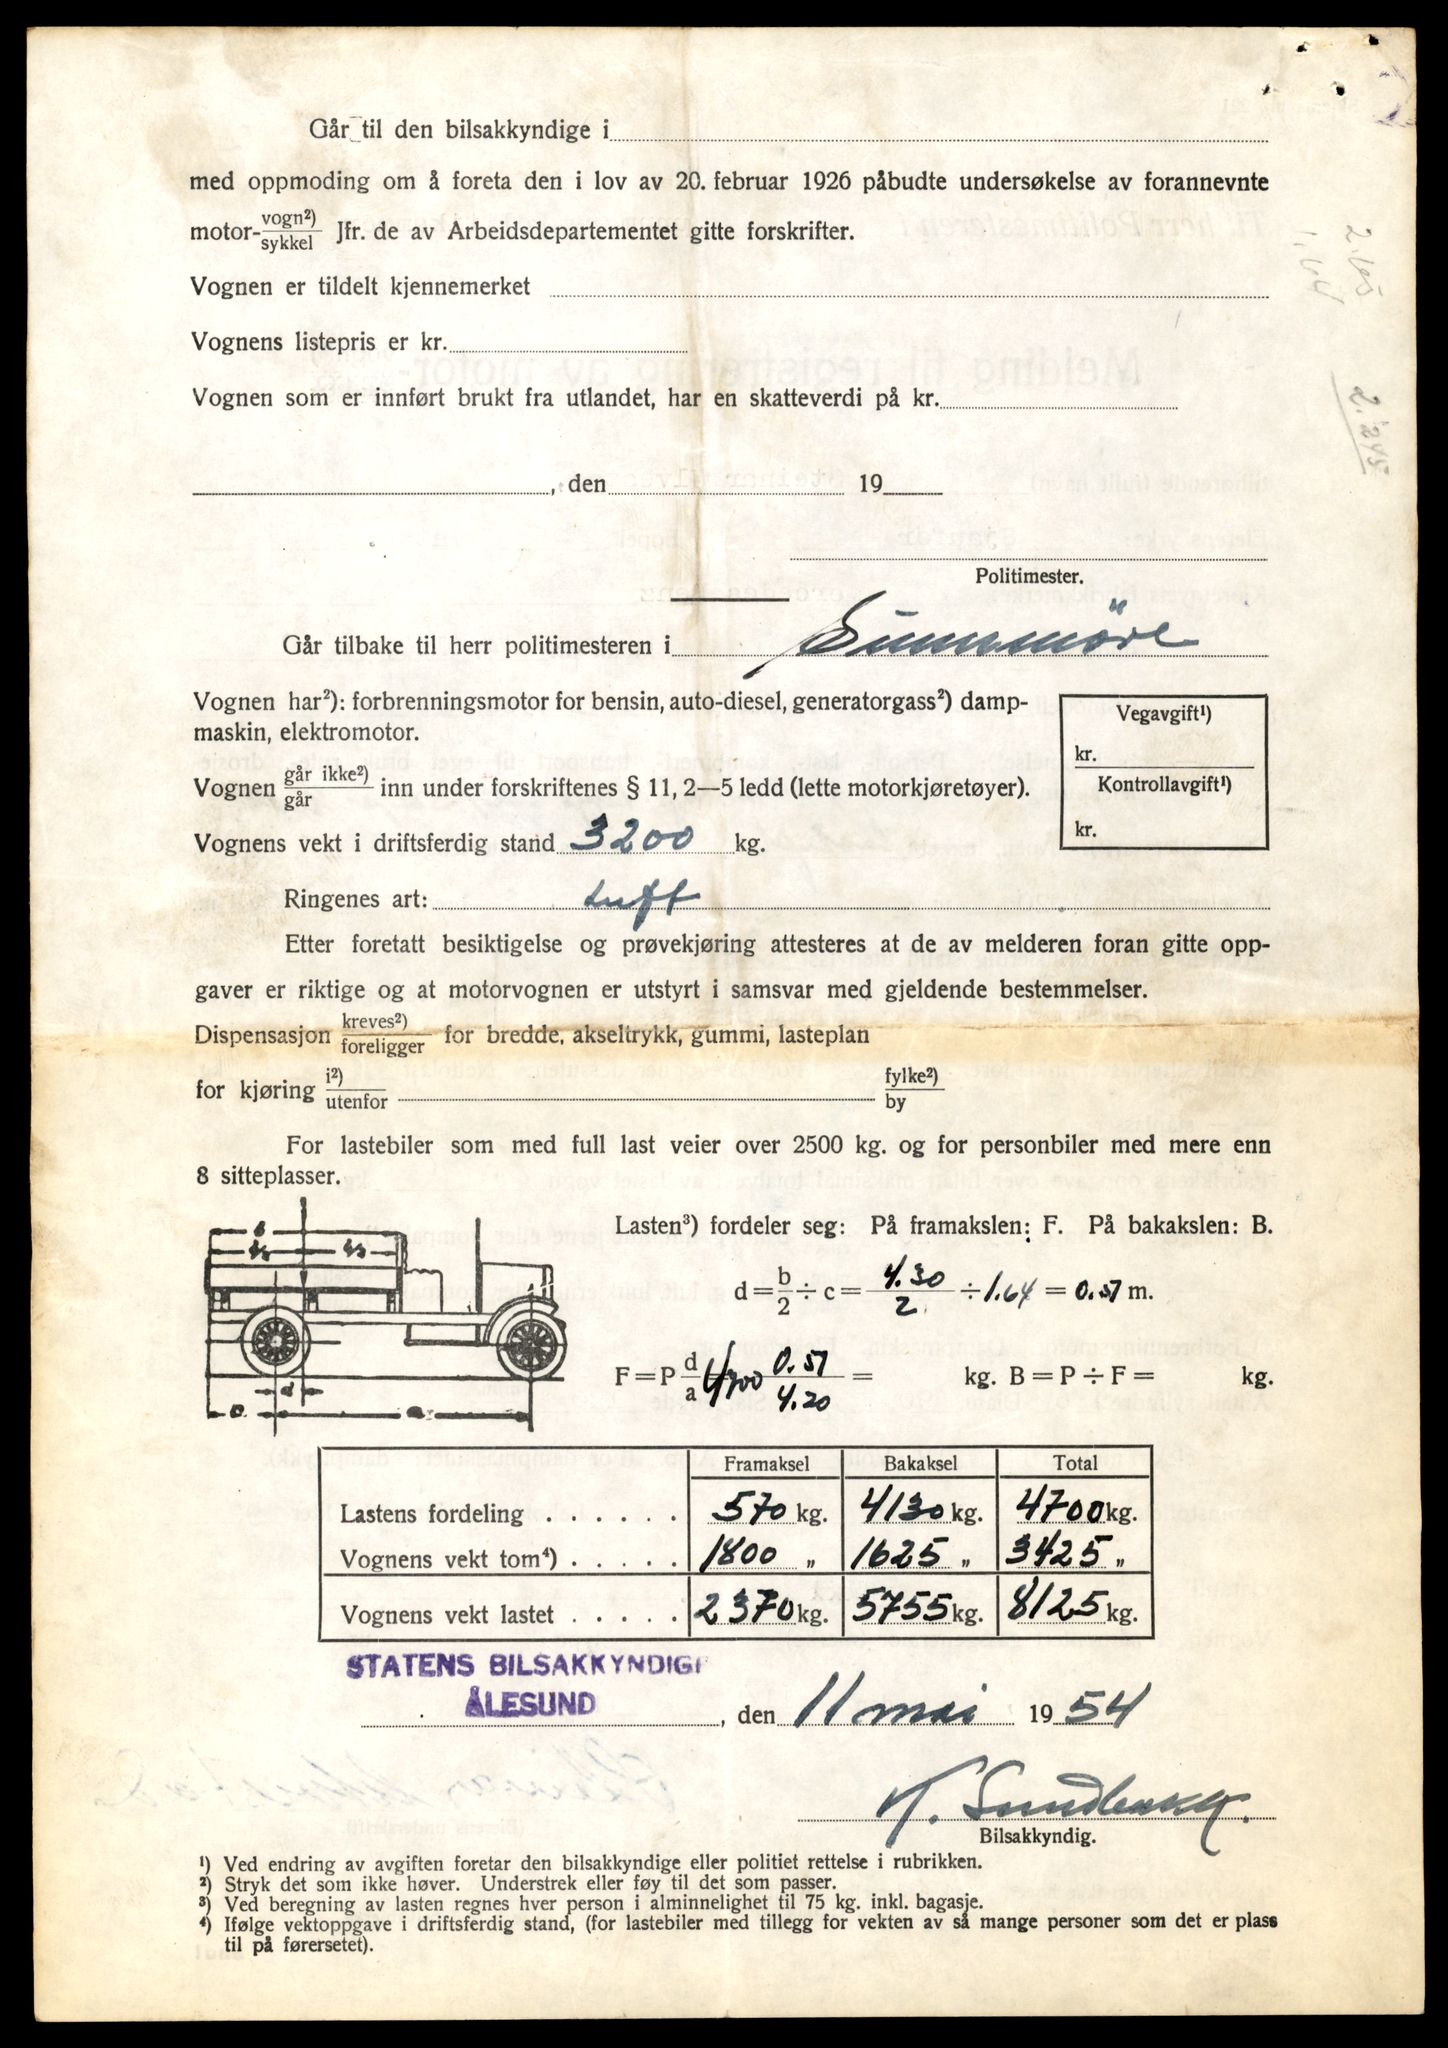 Går til den bilsakkyndige i
med oppmoding om å foreta den i lov av 20. februar 1926 påbudte undersøkelse av forannevnte
motor- vogn²) / sykkel Jfr. de av Arbeidsdepartementet gitte forskrifter.
Vognen er tildelt kjennemerket
Vognens listepris er kr.
Vognen som er innført brukt fra utlandet, har en skatteverdi på kr.
, den 19
Politimester.
Går tilbake til herr politimesteren i Sunnmöre
Vognen har²): forbrenningsmotor for bensin, auto-diesel, generatorgass²) damp-
maskin, elektromotor.
Vegavgift¹)
kr.
Vognen går ikke²) / går inn under forskriftenes § 11, 2—5 ledd (lette motorkjøretøyer).
Kontrollavgift¹)
kr.
Vognens vekt i driftsferdig stand 3200 kg.
Ringenes art: Luft
Etter foretatt besiktigelse og prøvekjøring attesteres at de av melderen foran gitte opp-
gaver er riktige og at motorvognen er utstyrt i samsvar med gjeldende bestemmelser.
Dispensasjon kreves²) / foreligger for bredde, akseltrykk, gummi, lasteplan
for kjøring i²) / utenfor fylke²) / by
For lastebiler som med full last veier over 2500 kg. og for personbiler med mere enn
8 sitteplasser.
Lasten³) fordeler seg: På framakslen: F. På bakakslen: B.
d = b/2 ÷ c = 4.30/2 ÷ 1.64 = 0.51 m.
F = P d/a 4700 0.51/4.20 = kg. B = P ÷ F = kg.
b
d
c
a
Framaksel Bakaksel Total
Lastens fordeling . . . . . . 570 kg. 4130 kg. 4700 kg.
Vognens vekt tom⁴) . . . . . 1800 „ 1625 „ 3425 „
Vognens vekt lastet . . . . . 2370 kg. 5755 kg. 8125 kg.
STATENS BILSAKKYNDIGE
ÅLESUND
, den 11 mai 1954
Bilsakkyndig.
¹) Ved endring av avgiften foretar den bilsakkyndige eller politiet rettelse i rubrikken.
²) Stryk det som ikke høver. Understrek eller føy til det som passer.
³) Ved beregning av lasten regnes hver person i alminnelighet til 75 kg. inkl. bagasje.
⁴) Ifølge vektoppgave i driftsferdig stand, (for lastebiler med tillegg for vekten av så mange personer som det er plass
til på førersetet).